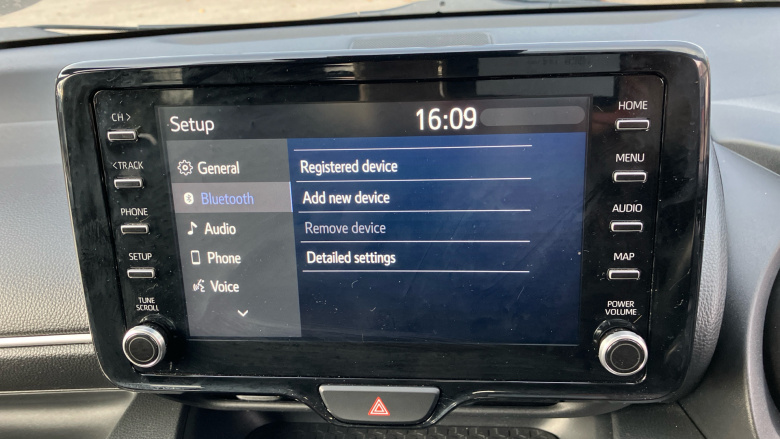 CH >
< TRACK
PHONE
SETUP
TUNE
SCROLL
Setup
16:09
General
Bluetooth
Audio
Phone
Voice
Registered device
Add new device
Remove device
Detailed settings
HOME
MENU
AUDIO
MAP
POWER
VOLUME